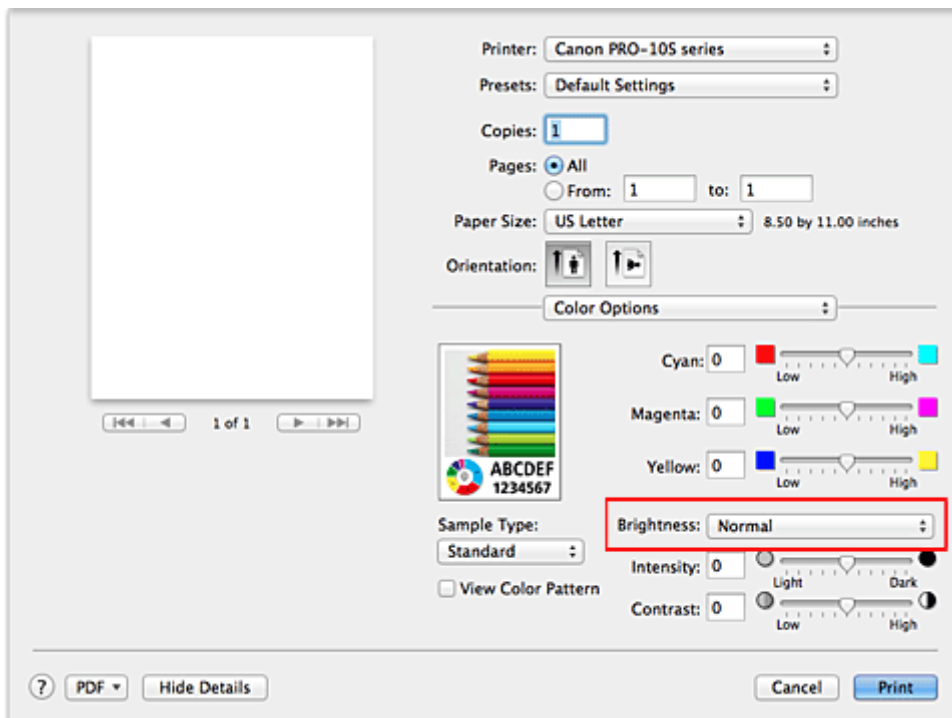 Printer: Canon PRO-10S series
Presets: Default Settings
Copies: 1
Pages: All
From: 1 to: 1
Paper Size: US Letter 8.50 by 11.00 inches
Orientation:
Color Options
1 of 1
Cyan: 0
Low High
Magenta: 0
Low High
Yellow: 0
Low High
ABCDEF
1234567
Sample Type:
Standard
View Color Pattern
Brightness: Normal
Intensity: 0
Light Dark
Contrast: 0
Low High
? PDF Hide Details Cancel Print